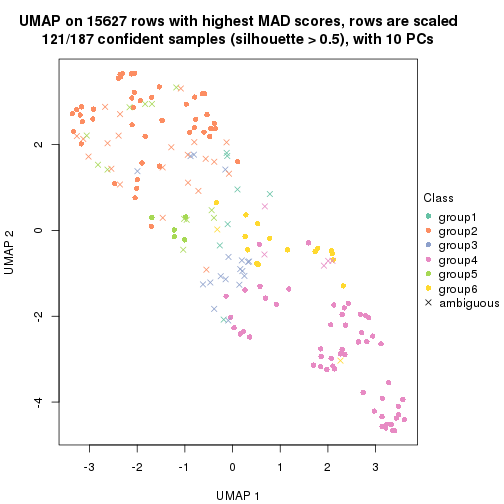 UMAP on 15627 rows with highest MAD scores, rows are scaled
121/187 confident samples (silhouette > 0.5), with 10 PCs
UMAP 2
2
0
-2
-4
-3
-2
-1
0
1
2
3
UMAP 1
Class
group1
group2
group3
group4
group5
group6
ambiguous